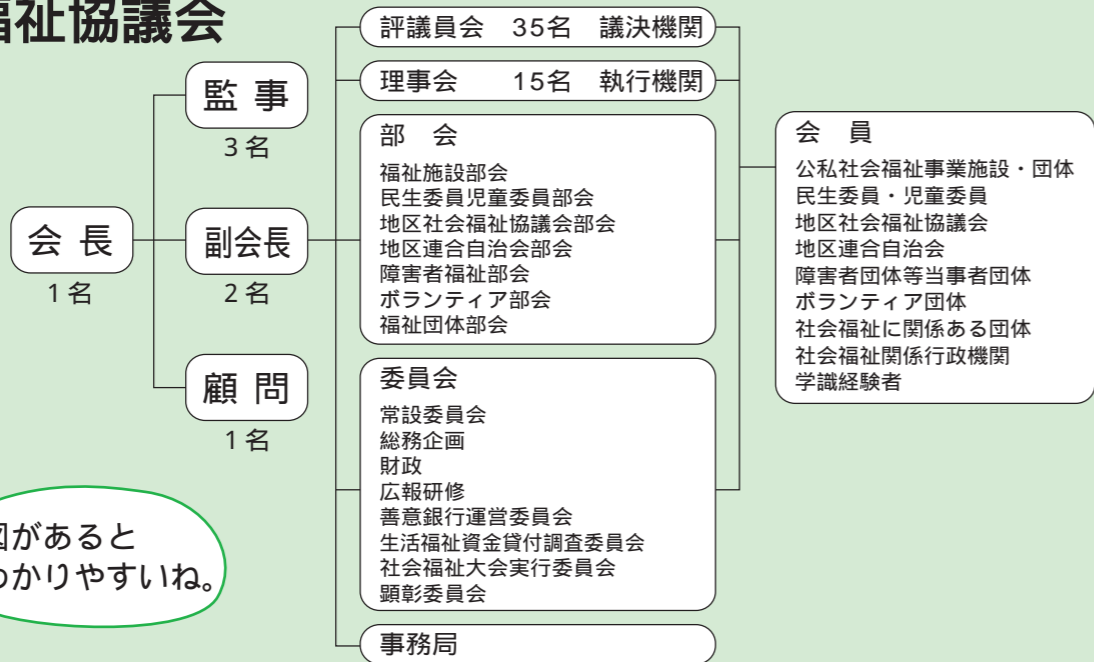 福祉協議会
会 長
1 名
監 事
3 名
副会長
2 名
顧 問
1 名
評議員会 35名 議決機関
理事会 15名 執行機関
部 会
福祉施設部会
民生委員児童委員部会
地区社会福祉協議会部会
地区連合自治会部会
障害者福祉部会
ボランティア部会
福祉団体部会
委員会
常設委員会
総務企画
財政
広報研修
善意銀行運営委員会
生活福祉資金貸付調査委員会
社会福祉大会実行委員会
顕彰委員会
事務局
会 員
公私社会福祉事業施設・団体
民生委員・児童委員
地区社会福祉協議会
地区連合自治会
障害者団体等当事者団体
ボランティア団体
社会福祉に関係ある団体
社会福祉関係行政機関
学識経験者
図があると
わかりやすいね。